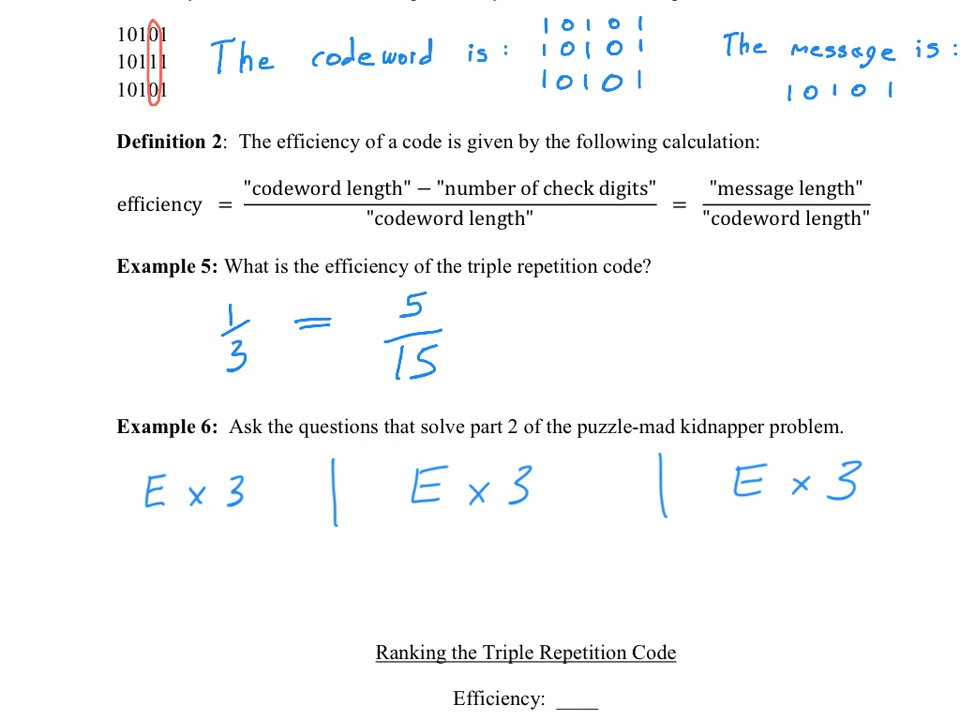 10101
10111
10101
The codeword is :
10101
10101
10101
The message is :
10101
Definition 2: The efficiency of a code is given by the following calculation:
efficiency = "codeword length" − "number of check digits" / "codeword length" = "message length" / "codeword length"
Example 5: What is the efficiency of the triple repetition code?
1/3 = 5/15
Example 6: Ask the questions that solve part 2 of the puzzle-mad kidnapper problem.
E x 3 | E x 3 | E x 3
Ranking the Triple Repetition Code
Efficiency: ____